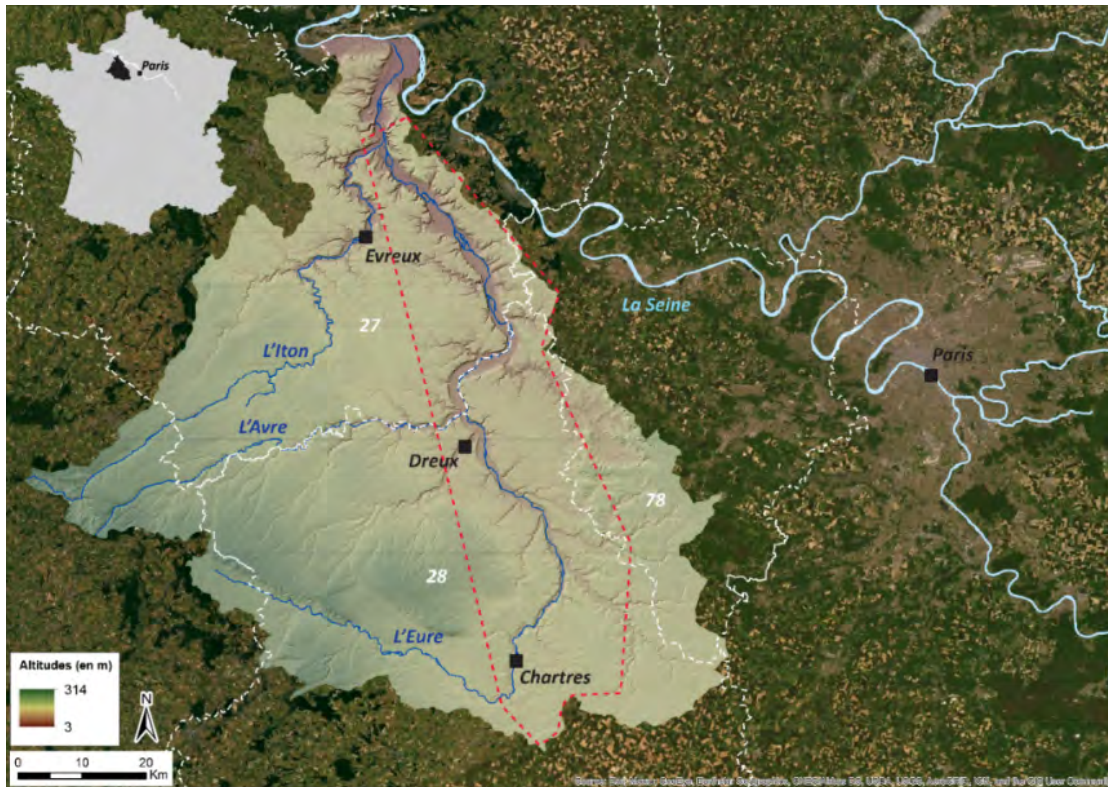 Paris
Evreux
La Seine
27
L'Iton
Paris
L'Avre
Dreux
78
28
L'Eure
Chartres
Altitudes (en m)
314
3
N
0 10 20
Km